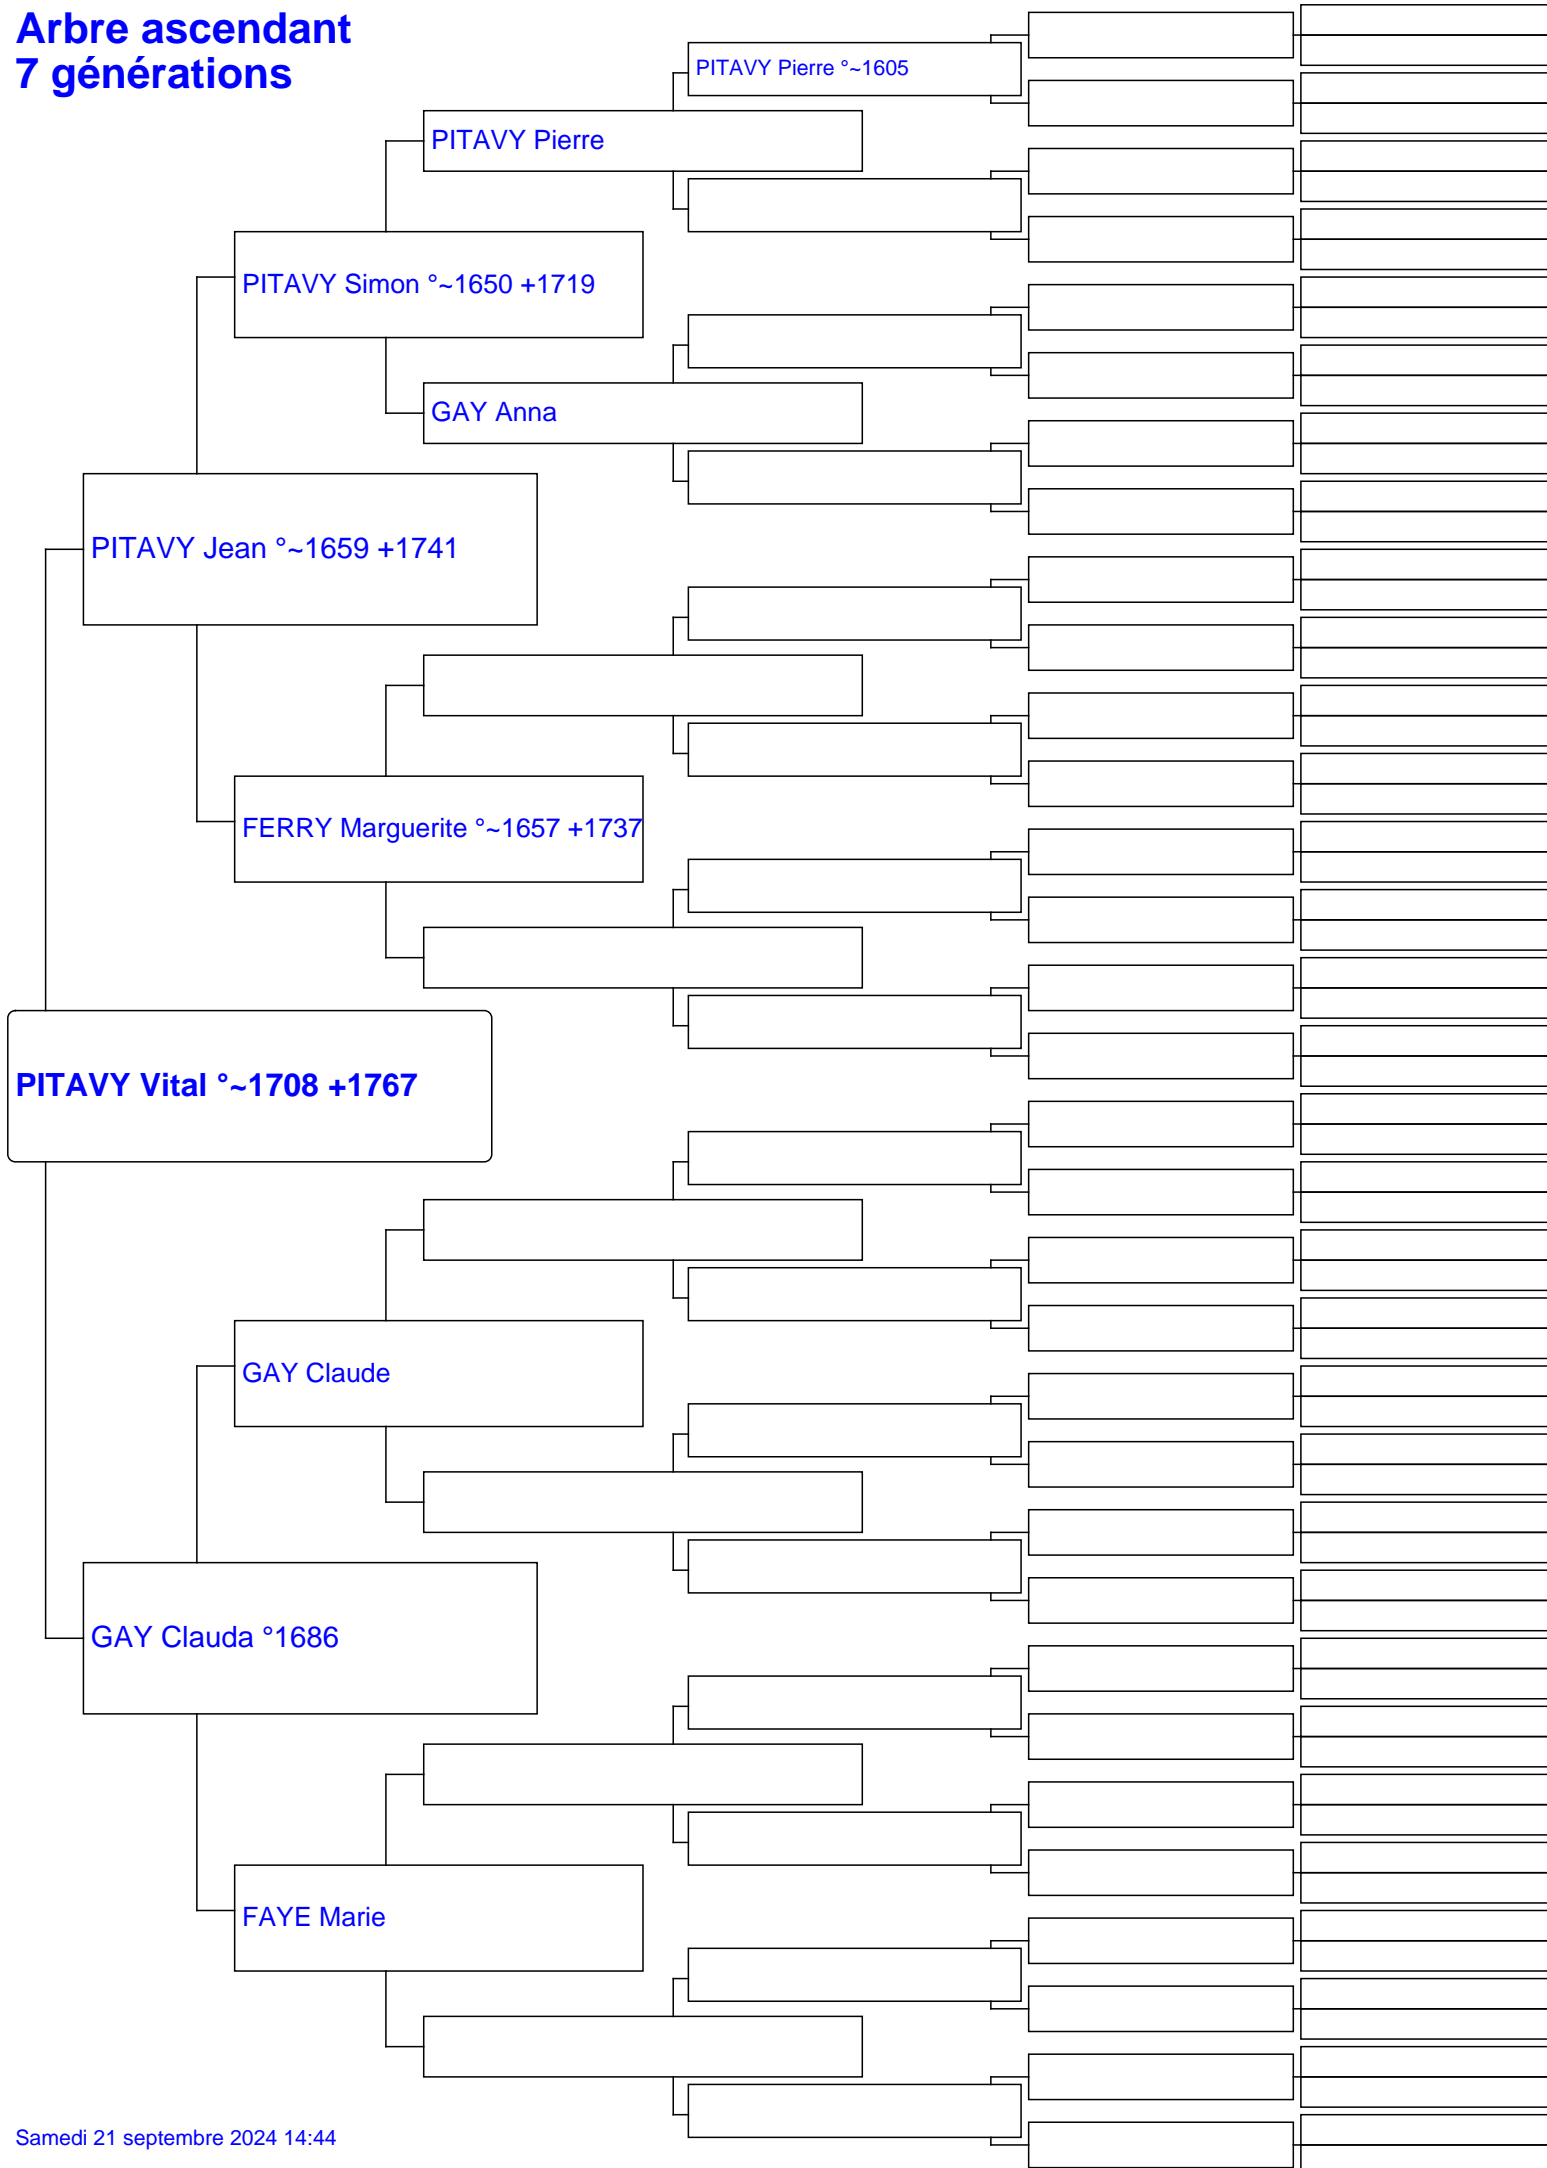 Arbre ascendant
7 générations
PITAVY Pierre °~1605
PITAVY Pierre
PITAVY Simon °~1650 +1719
GAY Anna
PITAVY Jean °~1659 +1741
FERRY Marguerite °~1657 +1737
PITAVY Vital °~1708 +1767
GAY Claude
GAY Clauda °1686
FAYE Marie
Samedi 21 septembre 2024 14:44